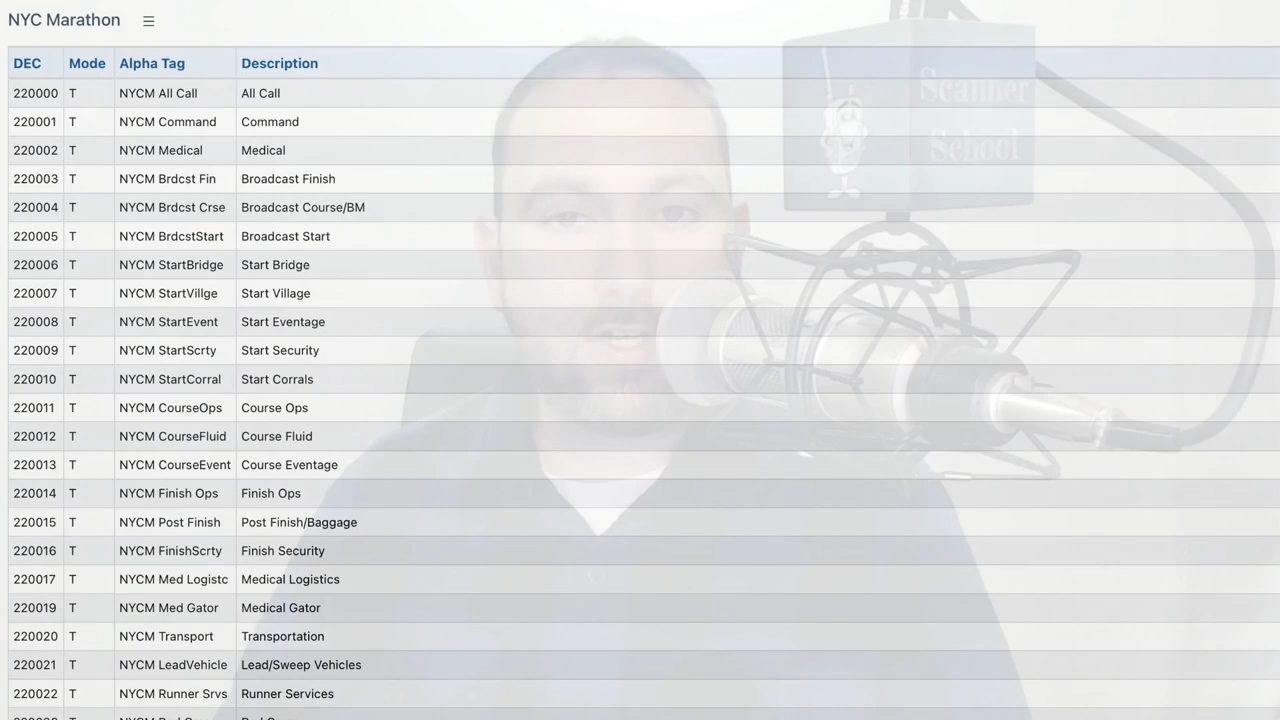 NYC Marathon
DEC Mode Alpha Tag Description
220000 T NYCM All Call All Call
220001 T NYCM Command Command
220002 T NYCM Medical Medical
220003 T NYCM Brdcst Fin Broadcast Finish
220004 T NYCM Brdcst Crse Broadcast Course/BM
220005 T NYCM BrdcstStart Broadcast Start
220006 T NYCM StartBridge Start Bridge
220007 T NYCM StartVillge Start Village
220008 T NYCM StartEvent Start Eventage
220009 T NYCM StartScrty Start Security
220010 T NYCM StartCorral Start Corrals
220011 T NYCM CourseOps Course Ops
220012 T NYCM CourseFluid Course Fluid
220013 T NYCM CourseEvent Course Eventage
220014 T NYCM Finish Ops Finish Ops
220015 T NYCM Post Finish Post Finish/Baggage
220016 T NYCM FinishScrty Finish Security
220017 T NYCM Med Logistc Medical Logistics
220019 T NYCM Med Gator Medical Gator
220020 T NYCM Transport Transportation
220021 T NYCM LeadVehicle Lead/Sweep Vehicles
220022 T NYCM Runner Srvs Runner Services
Scanner
School